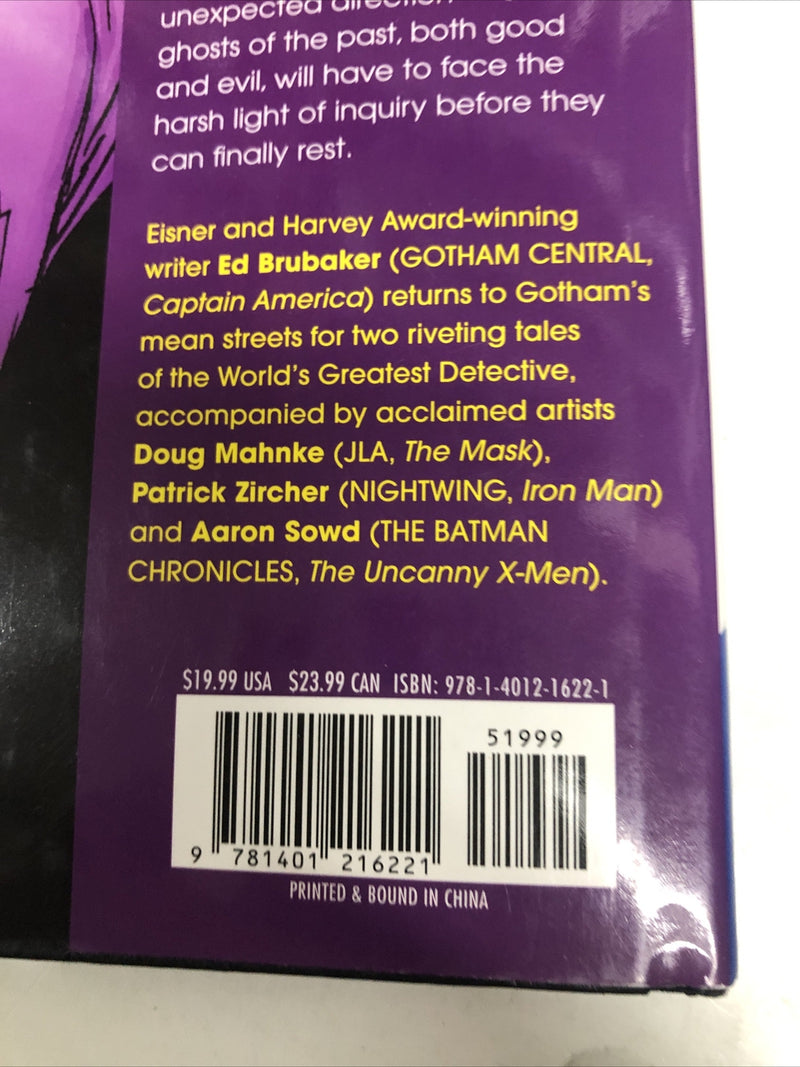 unexpected
ghosts of the past, both good
and evil, will have to face the
harsh light of inquiry before they
can finally rest.
Eisner and Harvey Award-winning
writer Ed Brubaker (GOTHAM CENTRAL,
Captain America) returns to Gotham's
mean streets for two riveting tales
of the World's Greatest Detective,
accompanied by acclaimed artists
Doug Mahnke (JLA, The Mask),
Patrick Zircher (NIGHTWING, Iron Man)
and Aaron Sowd (THE BATMAN
CHRONICLES, The Uncanny X-Men).
$19.99 USA $23.99 CAN ISBN: 978-1-4012-1622-1
51999
9 781401 216221
PRINTED & BOUND IN CHINA